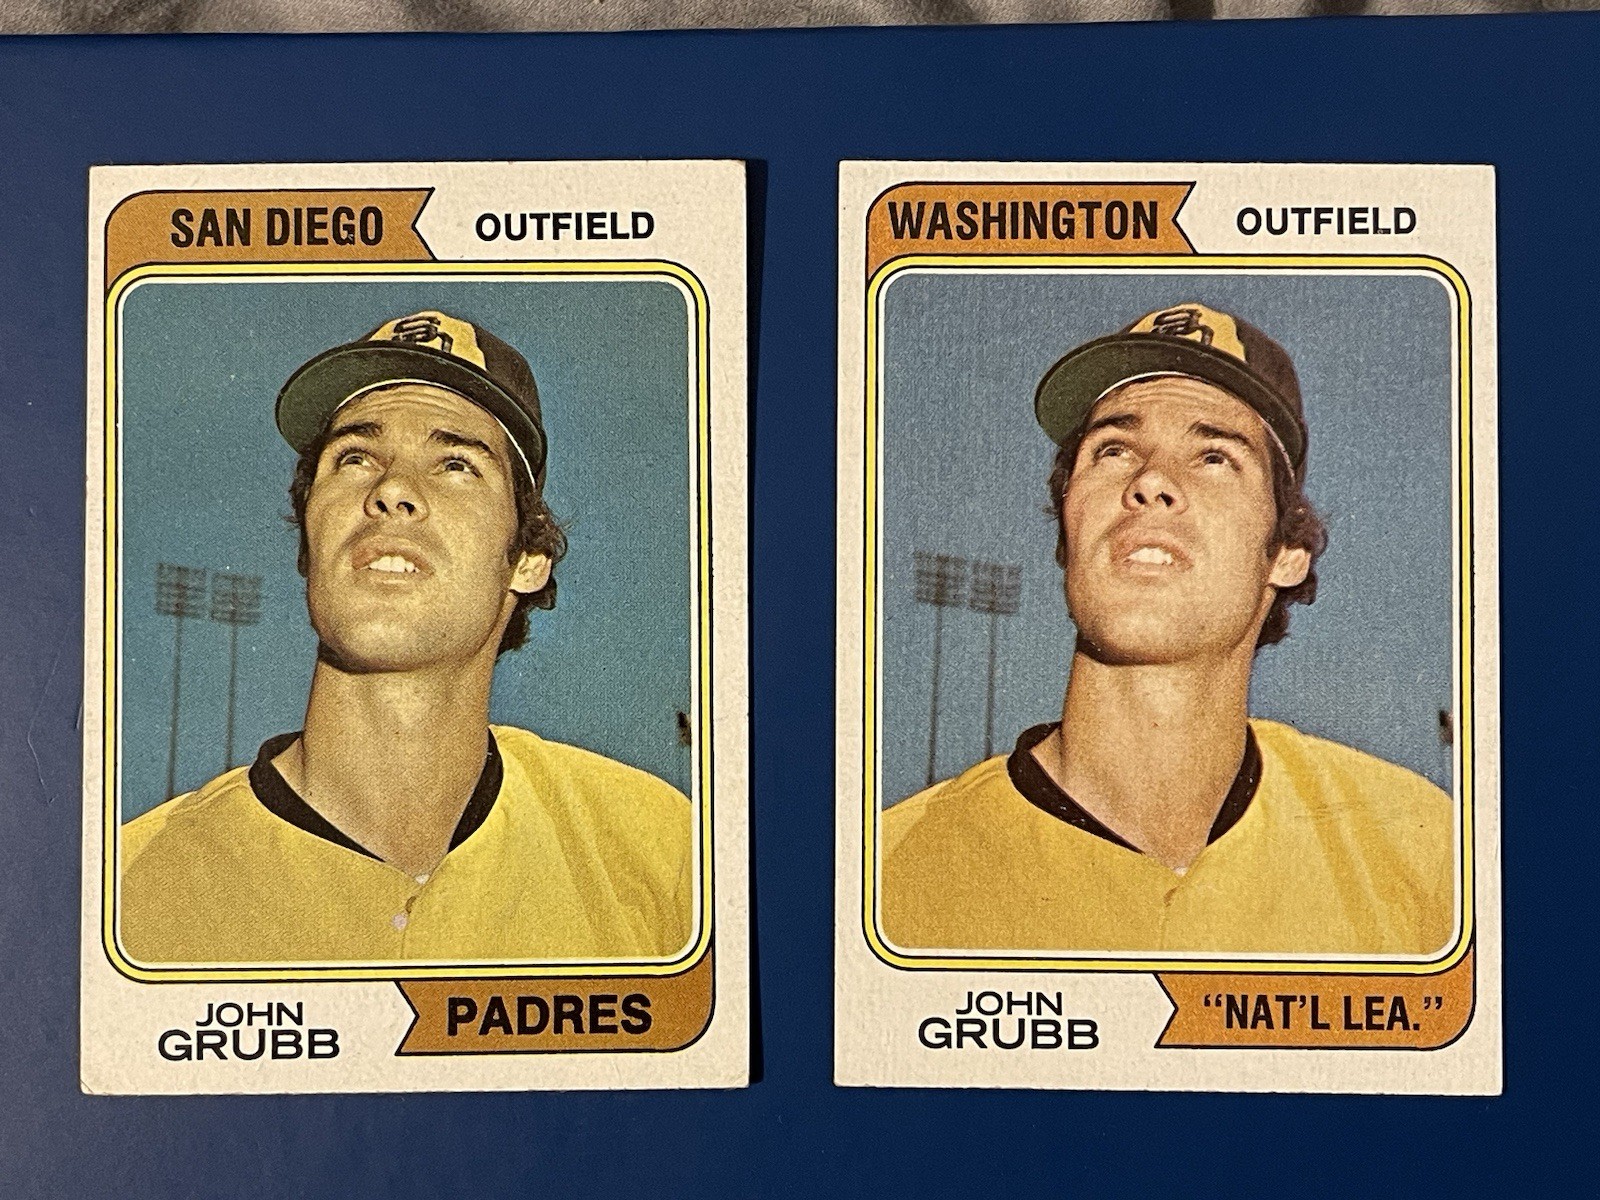 SAN DIEGO
OUTFIELD
SD
JOHN
GRUBB
PADRES
WASHINGTON
OUTFIELD
SD
JOHN
GRUBB
"NAT'L LEA."